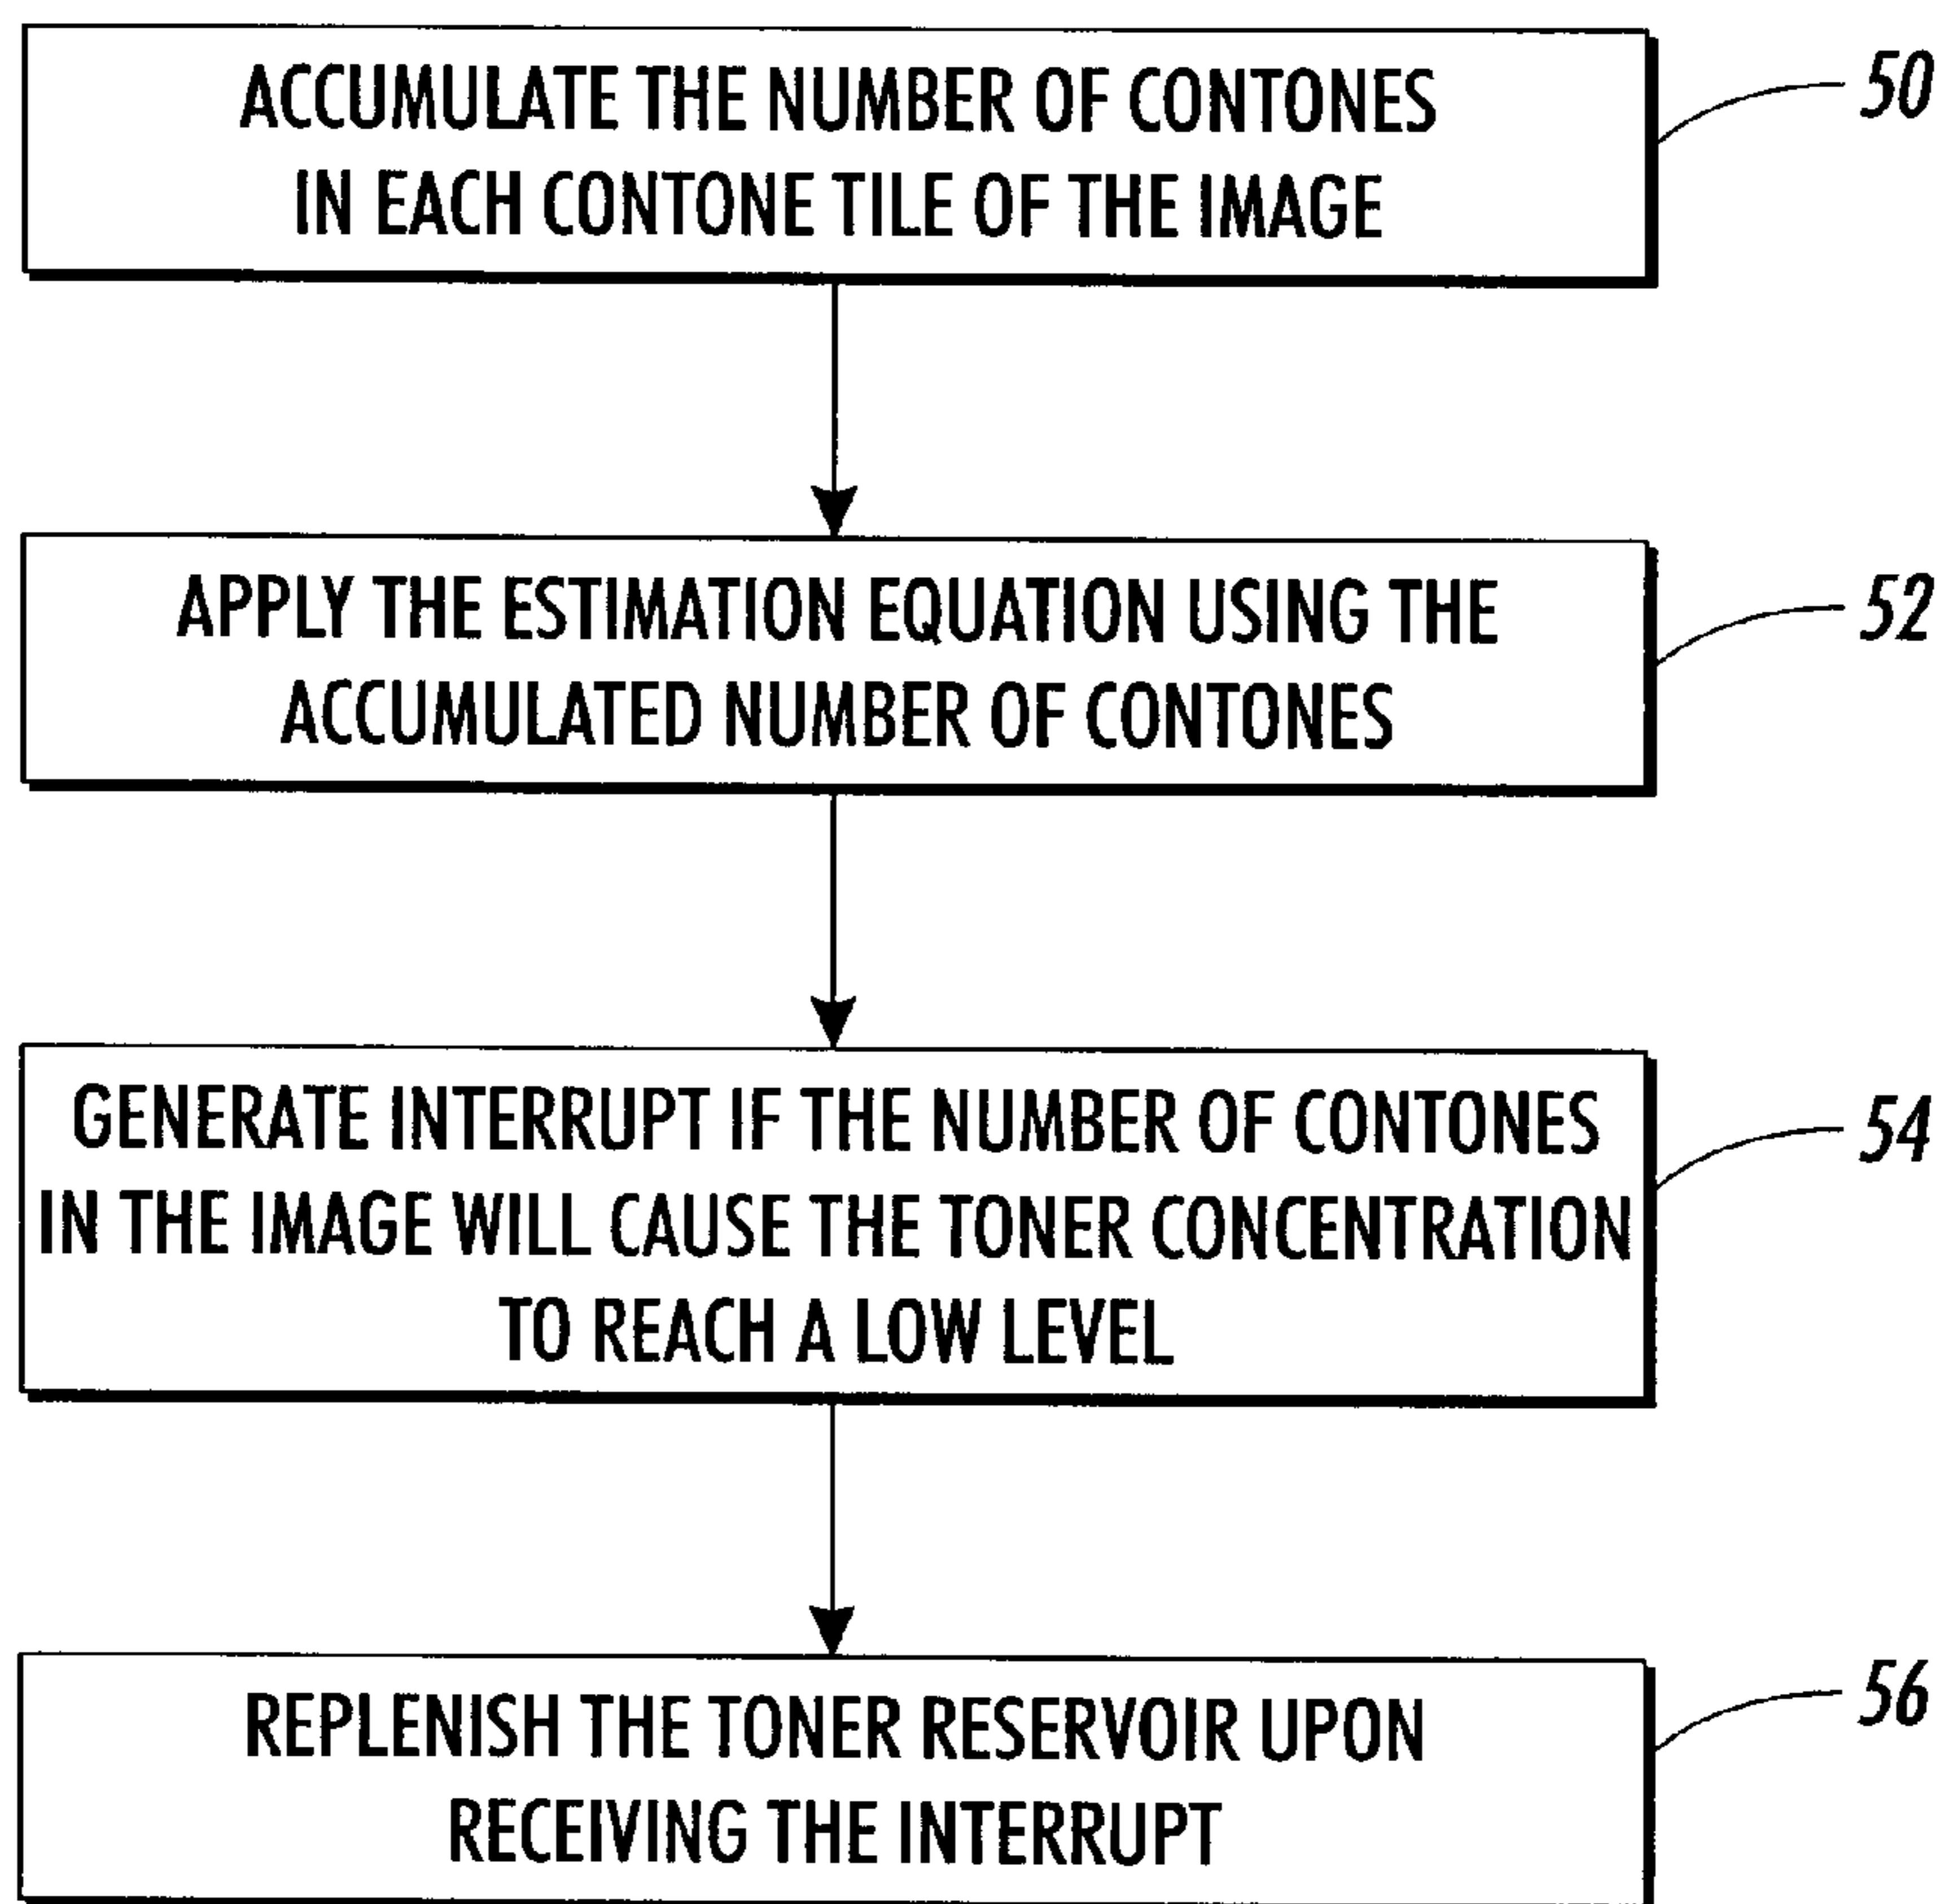 ACCUMULATE THE NUMBER OF CONTONES
IN EACH CONTONE TILE OF THE IMAGE
50
APPLY THE ESTIMATION EQUATION USING THE
ACCUMULATED NUMBER OF CONTONES
52
GENERATE INTERRUPT IF THE NUMBER OF CONTONES
IN THE IMAGE WILL CAUSE THE TONER CONCENTRATION
TO REACH A LOW LEVEL
54
REPLENISH THE TONER RESERVOIR UPON
RECEIVING THE INTERRUPT
56